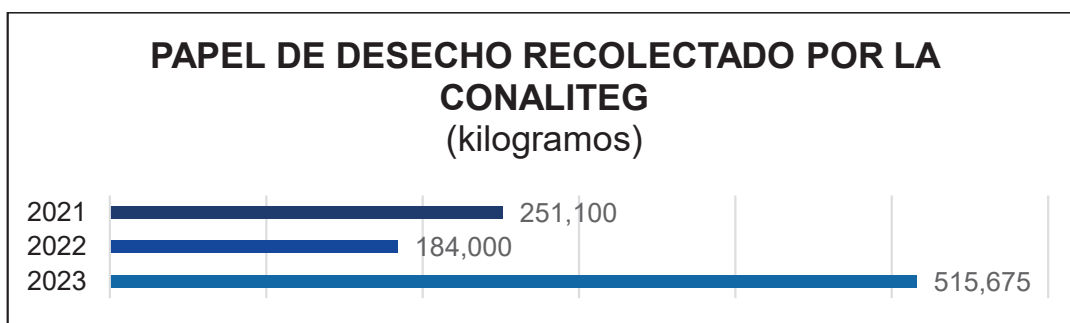 PAPEL DE DESECHO RECOLECTADO POR LA
CONALITEG
(kilogramos)
2021 251,100
2022 184,000
2023 515,675